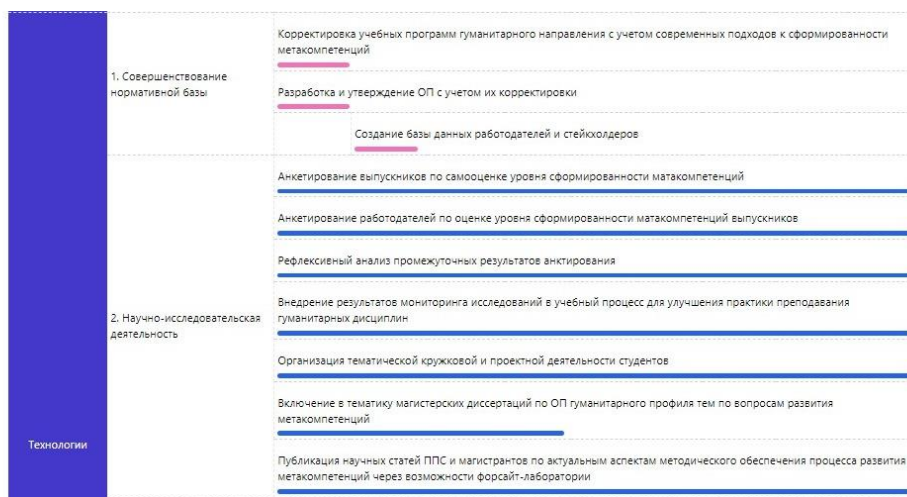 Корректировка учебных программ гуманитарного направления с учетом современных подходов к сформированности
метакомпетенций
1. Совершенствование
нормативной базы
Разработка и утверждение ОП с учетом их корректировки
Создание базы данных работодателей и стейкхолдеров
Анкетирование выпускников по самооценке уровня сформированности матакомпетенций
Анкетирование работодателей по оценке уровня сформированности матакомпетенций выпускников
Рефлексивный анализ промежуточных результатов анктирования
Внедрение результатов мониторинга исследований в учебный процесс для улучшения практики преподавания
гуманитарных дисциплин
2. Научно-исследовательская
деятельность
Организация тематической кружковой и проектной деятельности студентов
Включение в тематику магистерских диссертаций по ОП гуманитарного профиля тем по вопросам развития
метакомпетенций
Технологии
Публикация научных статей ППС и магистрантов по актуальным аспектам методического обеспечения процесса развития
метакомпетенций через возможности форсайт-лаборатории